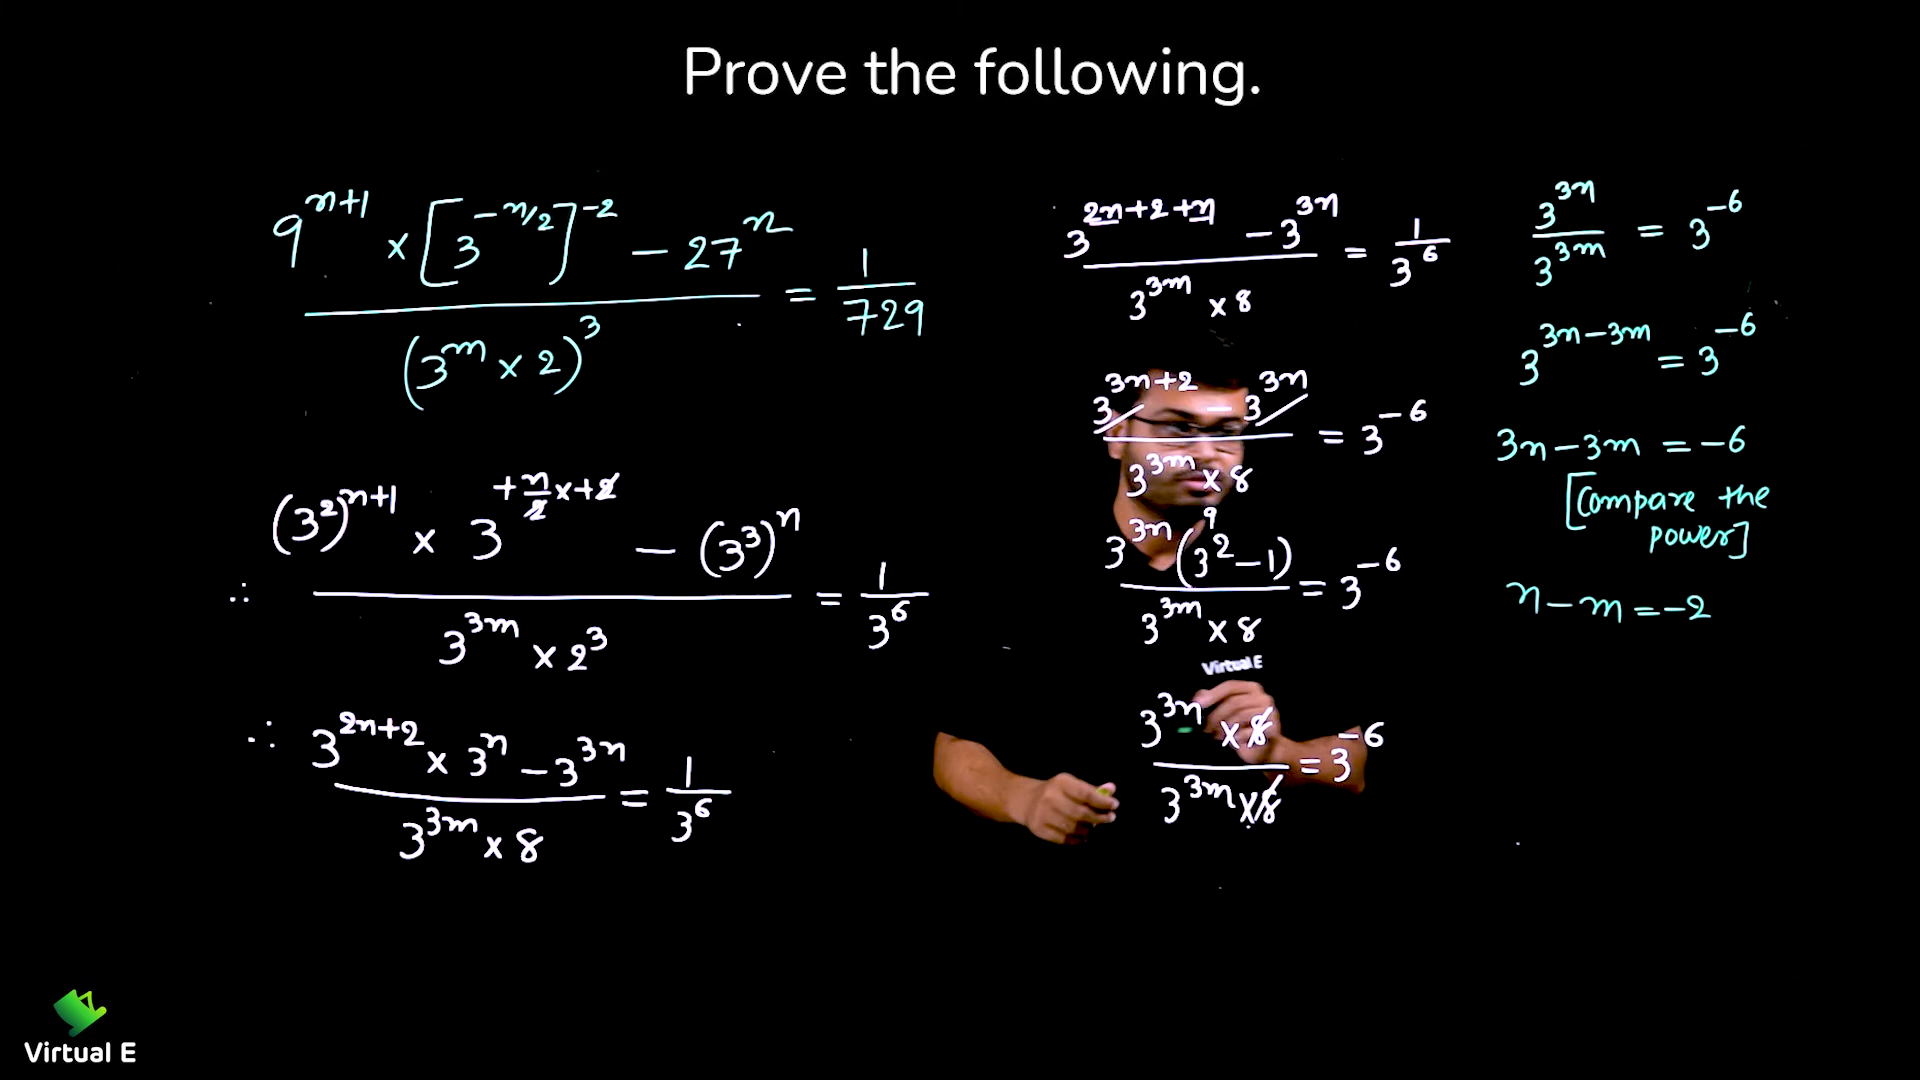 Prove the following.
9^(n+1) × [3^(-n/2)]^(-2) − 27^n
—————————— = 1/729
(3^m × 2)^3
∴ (3^2)^(n+1) × 3^(+n/2 × +2) − (3^3)^n
—————————— = 1/3^6
3^(3m) × 2^3
∴ 3^(2n+2) × 3^n − 3^(3n)
—————————— = 1/3^6
3^(3m) × 8
3^(2n+2+n) − 3^(3n)
—————————— = 1/3^6
3^(3m) × 8
3^(3n+2) − 3^(3n)
—————————— = 3^(-6)
3^(3m) × 8
9
3^(3n) (3^2 − 1)
—————————— = 3^(-6)
3^(3m) × 8
Virtual E
3^(3n) × 8
—————————— = 3^(-6)
3^(3m) × 8
3^(3n)
—————————— = 3^(-6)
3^(3m)
3^(3n−3m) = 3^(-6)
3n − 3m = −6
[Compare the
power]
n − m = −2
Virtual E